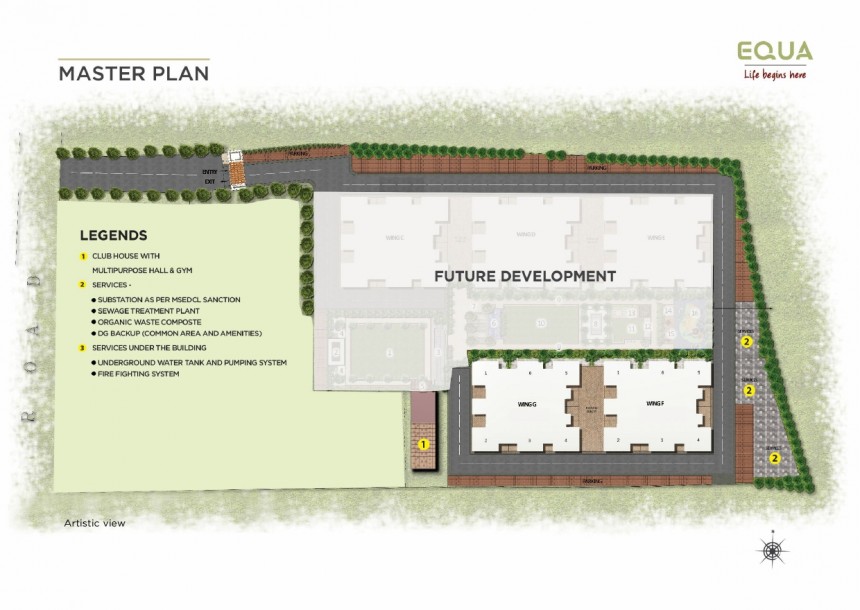 EQUA
Life begins here
MASTER PLAN
PARKING
PARKING
ENTRY
EXIT
ROAD
LEGENDS
1 CLUB HOUSE WITH
MULTIPURPOSE HALL & GYM
2 SERVICES -
● SUBSTATION AS PER MSEDCL SANCTION
● SEWAGE TREATMENT PLANT
● ORGANIC WASTE COMPOSTE
● DG BACKUP (COMMON AREA AND AMENITIES)
3 SERVICES UNDER THE BUILDING
● UNDERGROUND WATER TANK AND PUMPING SYSTEM
● FIRE FIGHTING SYSTEM
FUTURE DEVELOPMENT
2
2
2
WING G
WING F
1
PARKING
Artistic view